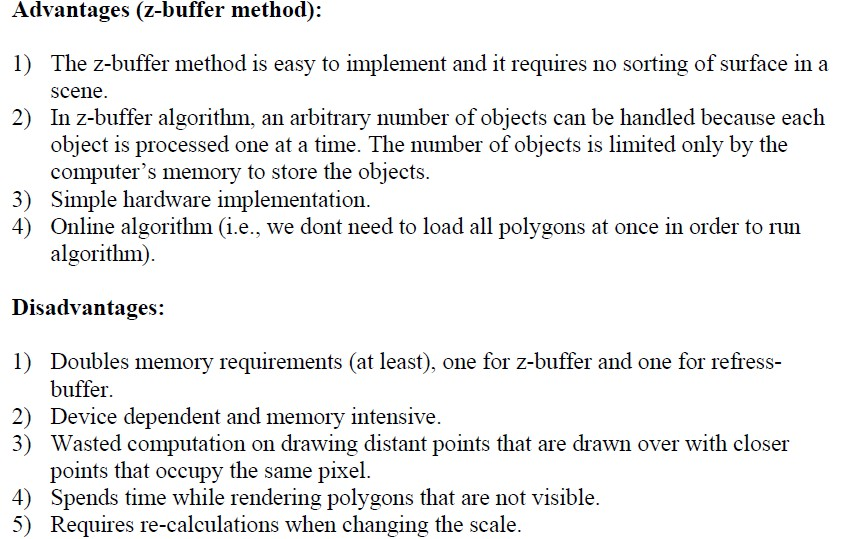 Advantages (z-buffer method):
1) The z-buffer method is easy to implement and it requires no sorting of surface in a
scene.
2) In z-buffer algorithm, an arbitrary number of objects can be handled because each
object is processed one at a time. The number of objects is limited only by the
computer’s memory to store the objects.
3) Simple hardware implementation.
4) Online algorithm (i.e., we dont need to load all polygons at once in order to run
algorithm).
Disadvantages:
1) Doubles memory requirements (at least), one for z-buffer and one for refress-
buffer.
2) Device dependent and memory intensive.
3) Wasted computation on drawing distant points that are drawn over with closer
points that occupy the same pixel.
4) Spends time while rendering polygons that are not visible.
5) Requires re-calculations when changing the scale.